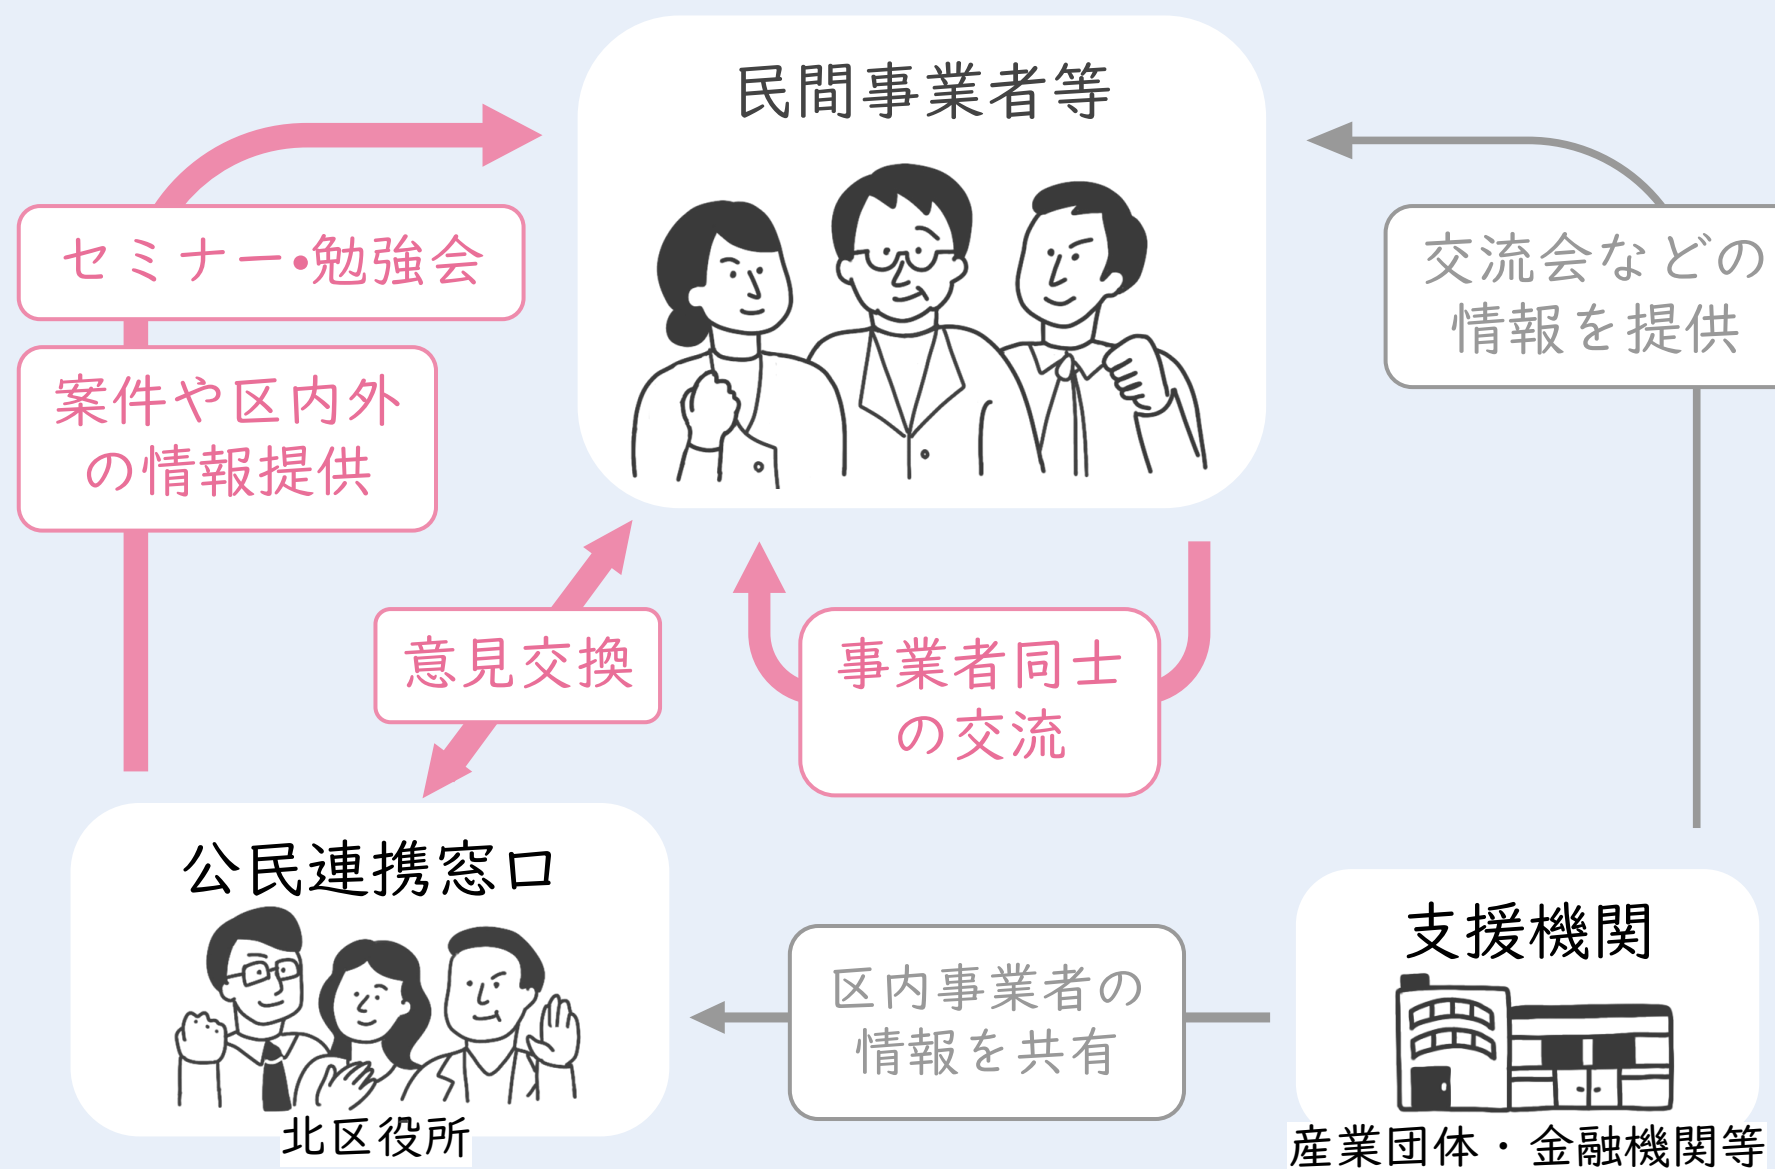 民間事業者等
セミナー・勉強会
案件や区内外
の情報提供
交流会などの
情報を提供
意見交換
事業者同士
の交流
公民連携窓口
北区役所
区内事業者の
情報を共有
支援機関
産業団体・金融機関等